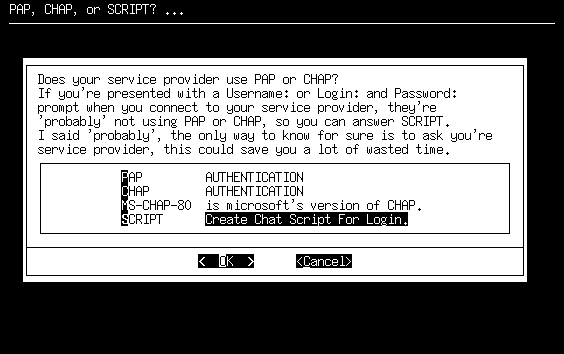 PAP, CHAP, or SCRIPT? ...
Does your service provider use PAP or CHAP?
If you're presented with a Username: or Login: and Password:
prompt when you connect to your service provider, they're
'probably' not using PAP or CHAP, so you can answer SCRIPT.
I said 'probably', the only way to know for sure is to ask you're
service provider, this could save you a lot of wasted time.
PAP AUTHENTICATION
CHAP AUTHENTICATION
MS-CHAP-80 is microsoft's version of CHAP.
SCRIPT Create Chat Script For Login.
< OK > <Cancel>